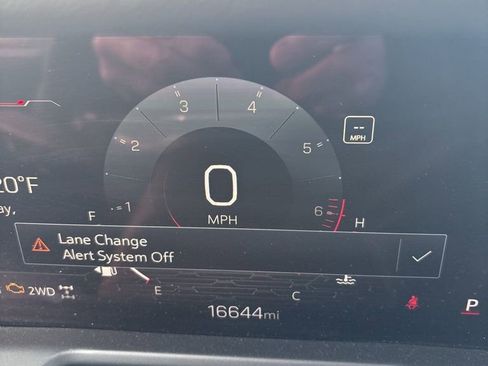 3
4
2
5
--
MPH
20°F
0
1
6
F
MPH
H
Lane Change
Alert System Off
2WD
E
C
16644mi
P